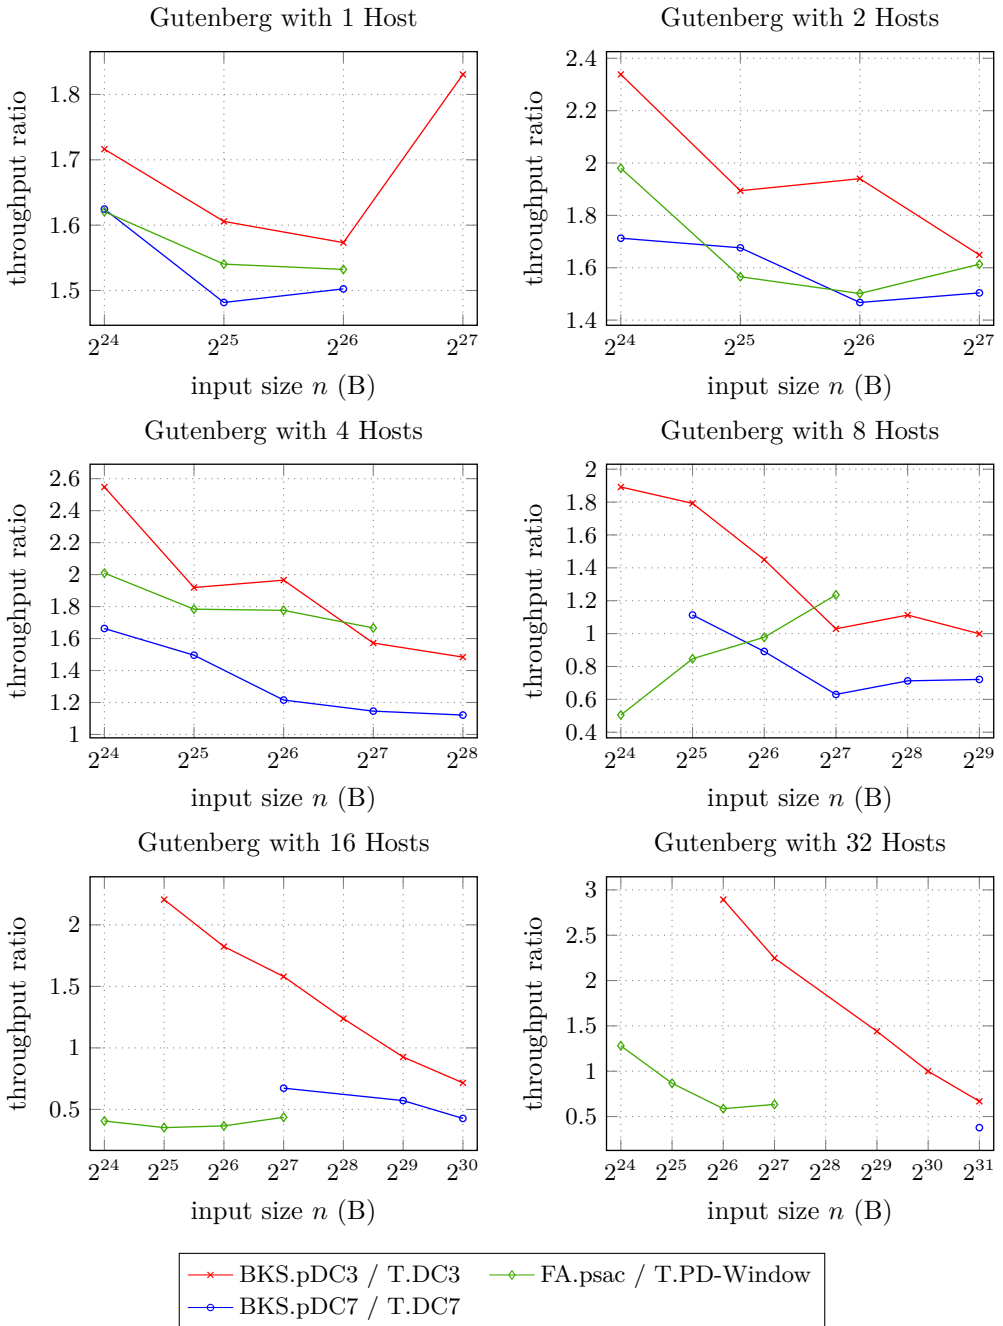 Gutenberg with 1 Host
throughput ratio
1.8
1.7
1.6
1.5
2^24 2^25 2^26 2^27
input size n (B)
Gutenberg with 2 Hosts
throughput ratio
2.4
2.2
2
1.8
1.6
1.4
2^24 2^25 2^26 2^27
input size n (B)
Gutenberg with 4 Hosts
throughput ratio
2.6
2.4
2.2
2
1.8
1.6
1.4
1.2
1
2^24 2^25 2^26 2^27 2^28
input size n (B)
Gutenberg with 8 Hosts
throughput ratio
2
1.8
1.6
1.4
1.2
1
0.8
0.6
0.4
2^24 2^25 2^26 2^27 2^28 2^29
input size n (B)
Gutenberg with 16 Hosts
throughput ratio
2
1.5
1
0.5
2^24 2^25 2^26 2^27 2^28 2^29 2^30
input size n (B)
Gutenberg with 32 Hosts
throughput ratio
3
2.5
2
1.5
1
0.5
2^24 2^25 2^26 2^27 2^28 2^29 2^30 2^31
input size n (B)
BKS.pDC3 / T.DC3 FA.psac / T.PD-Window
BKS.pDC7 / T.DC7